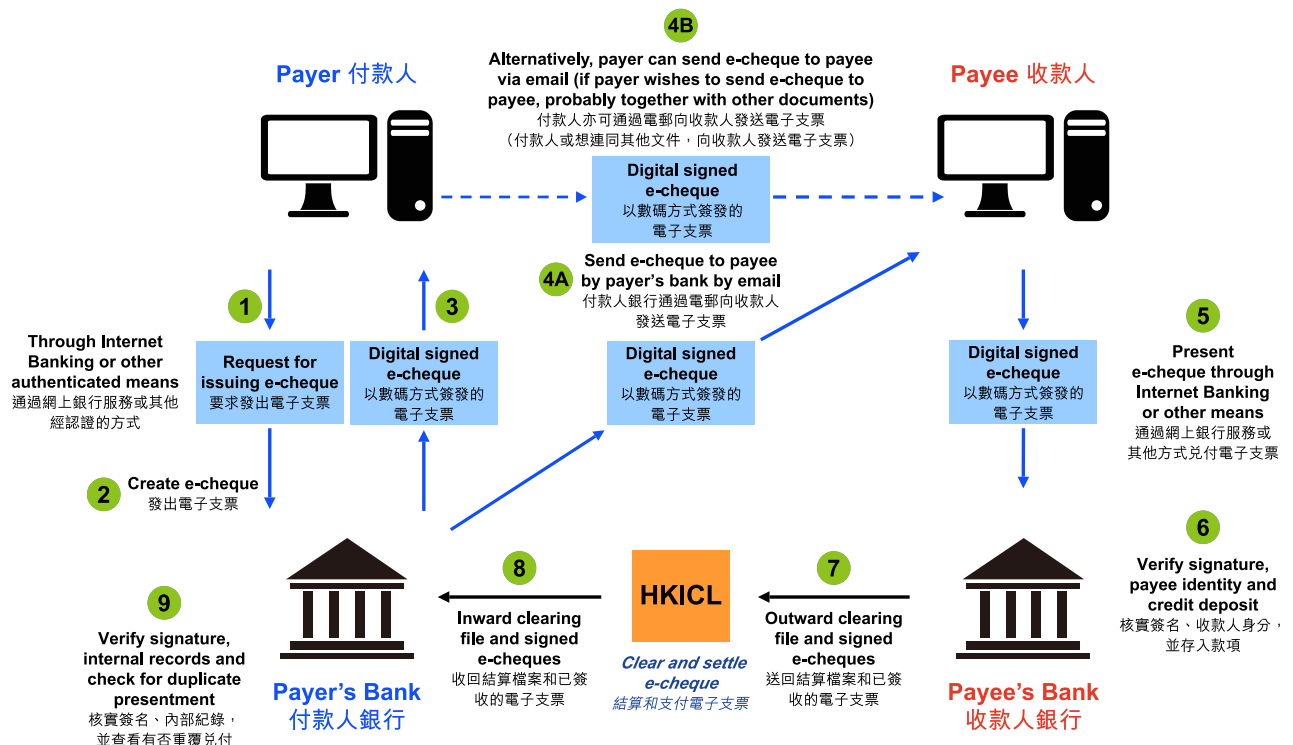 4B
Alternatively, payer can send e-cheque to payee
via email (if payer wishes to send e-cheque to
payee, probably together with other documents)
付款人亦可通過電郵向收款人發送電子支票
（付款人或想連同其他文件，向收款人發送電子支票）
Payer 付款人
Payee 收款人
Digital signed
e-cheque
以數碼方式簽發的
電子支票
4A
Send e-cheque to payee
by payer's bank by email
付款人銀行通過電郵向收款人
發送電子支票
1
Through Internet
Banking or other
authenticated means
通過網上銀行服務或其他
經認證的方式
Request for
issuing e-cheque
要求發出電子支票
3
Digital signed
e-cheque
以數碼方式簽發的
電子支票
Digital signed
e-cheque
以數碼方式簽發的
電子支票
Digital signed
e-cheque
以數碼方式簽發的
電子支票
5
Present
e-cheque through
Internet Banking
or other means
通過網上銀行服務或
其他方式兌付電子支票
2
Create e-cheque
發出電子支票
6
Verify signature,
payee identity and
credit deposit
核實簽名、收款人身分，
並存入款項
9
Verify signature,
internal records and
check for duplicate
presentment
核實簽名、內部紀錄，
並查看有否重覆兌付
Payer's Bank
付款人銀行
8
Inward clearing
file and signed
e-cheques
收回結算檔案和已簽
收的電子支票
HKICL
Clear and settle
e-cheque
結算和支付電子支票
7
Outward clearing
file and signed
e-cheques
送回結算檔案和已簽
收的電子支票
Payee's Bank
收款人銀行